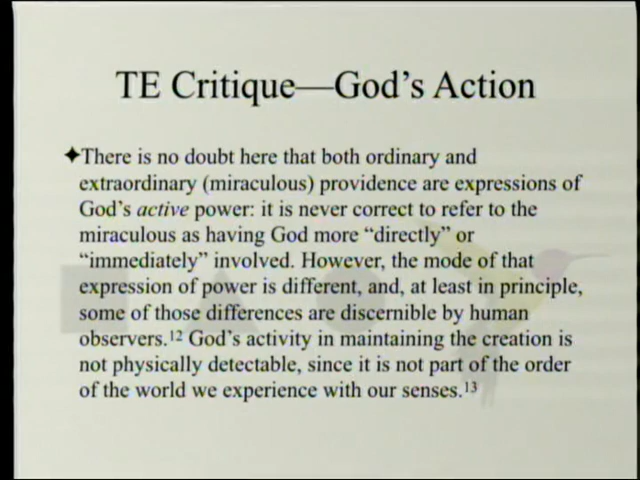 TE Critique—God's Action
✦There is no doubt here that both ordinary and
extraordinary (miraculous) providence are expressions of
God's active power: it is never correct to refer to the
miraculous as having God more “directly” or
“immediately” involved. However, the mode of that
expression of power is different, and, at least in principle,
some of those differences are discernible by human
observers.¹² God's activity in maintaining the creation is
not physically detectable, since it is not part of the order
of the world we experience with our senses.¹³